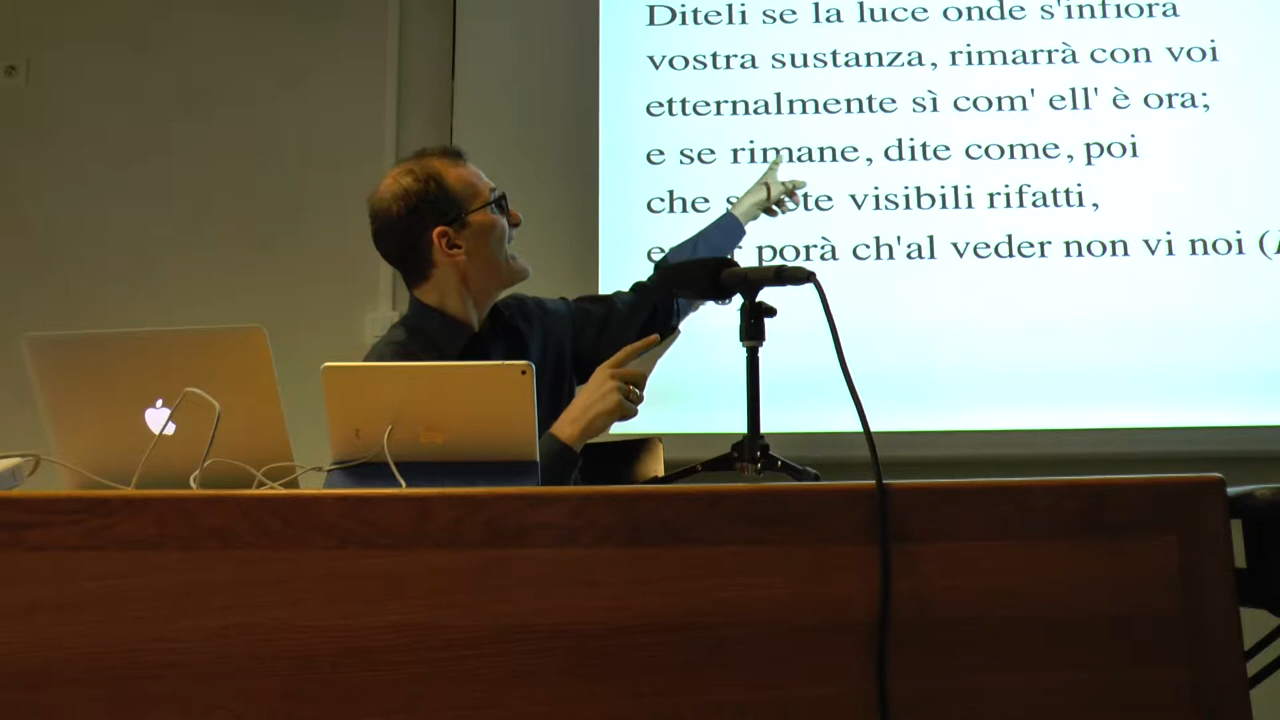 Diteli se la luce onde s'infiora
vostra sustanza, rimarrà con voi
etternalmente sì com' ell' è ora;
e se rimane, dite come, poi
che visibili rifatti,
porà ch'al veder non vi noi (